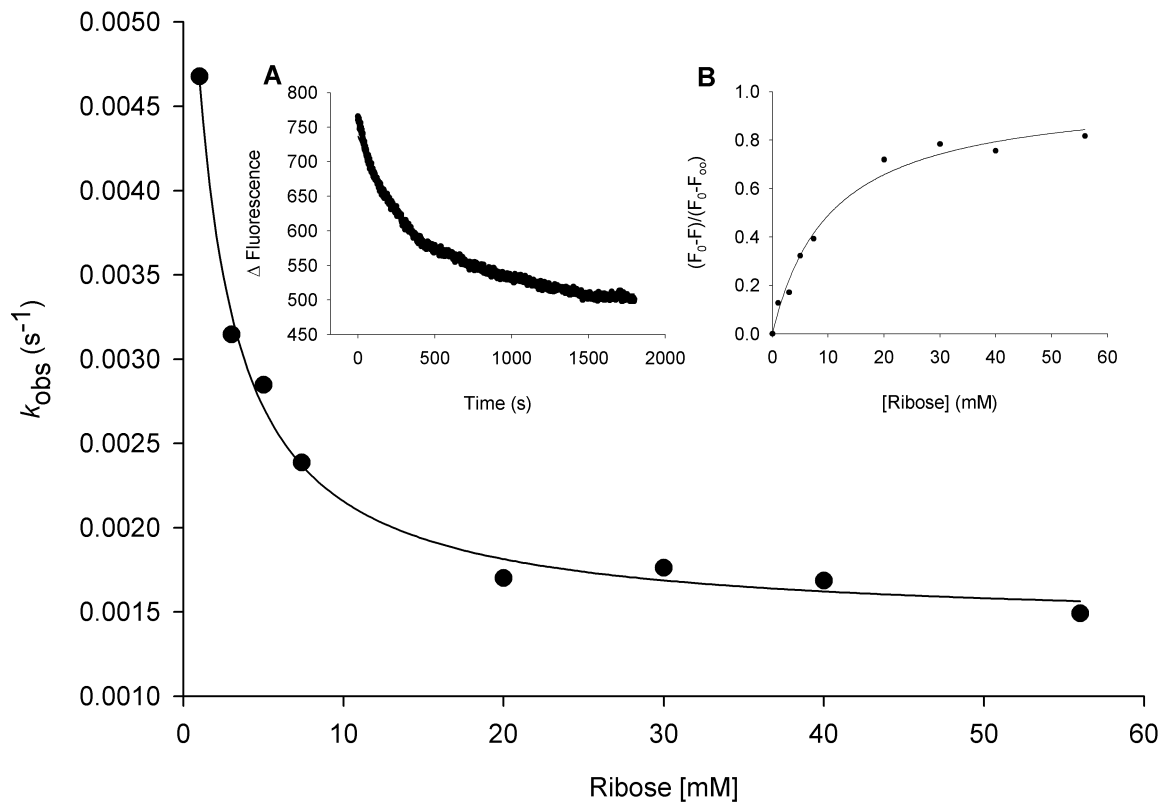 0.0050
0.0045
0.0040
0.0035
0.0030
0.0025
0.0020
0.0015
0.0010
kobs (s-1)
0 10 20 30 40 50 60
Ribose [mM]
A
800
750
700
650
600
550
500
450
Δ Fluorescence
0 500 1000 1500 2000
Time (s)
B
1.0
0.8
0.6
0.4
0.2
0.0
(F0-F)/(F0-Foo)
0 10 20 30 40 50 60
[Ribose] (mM)